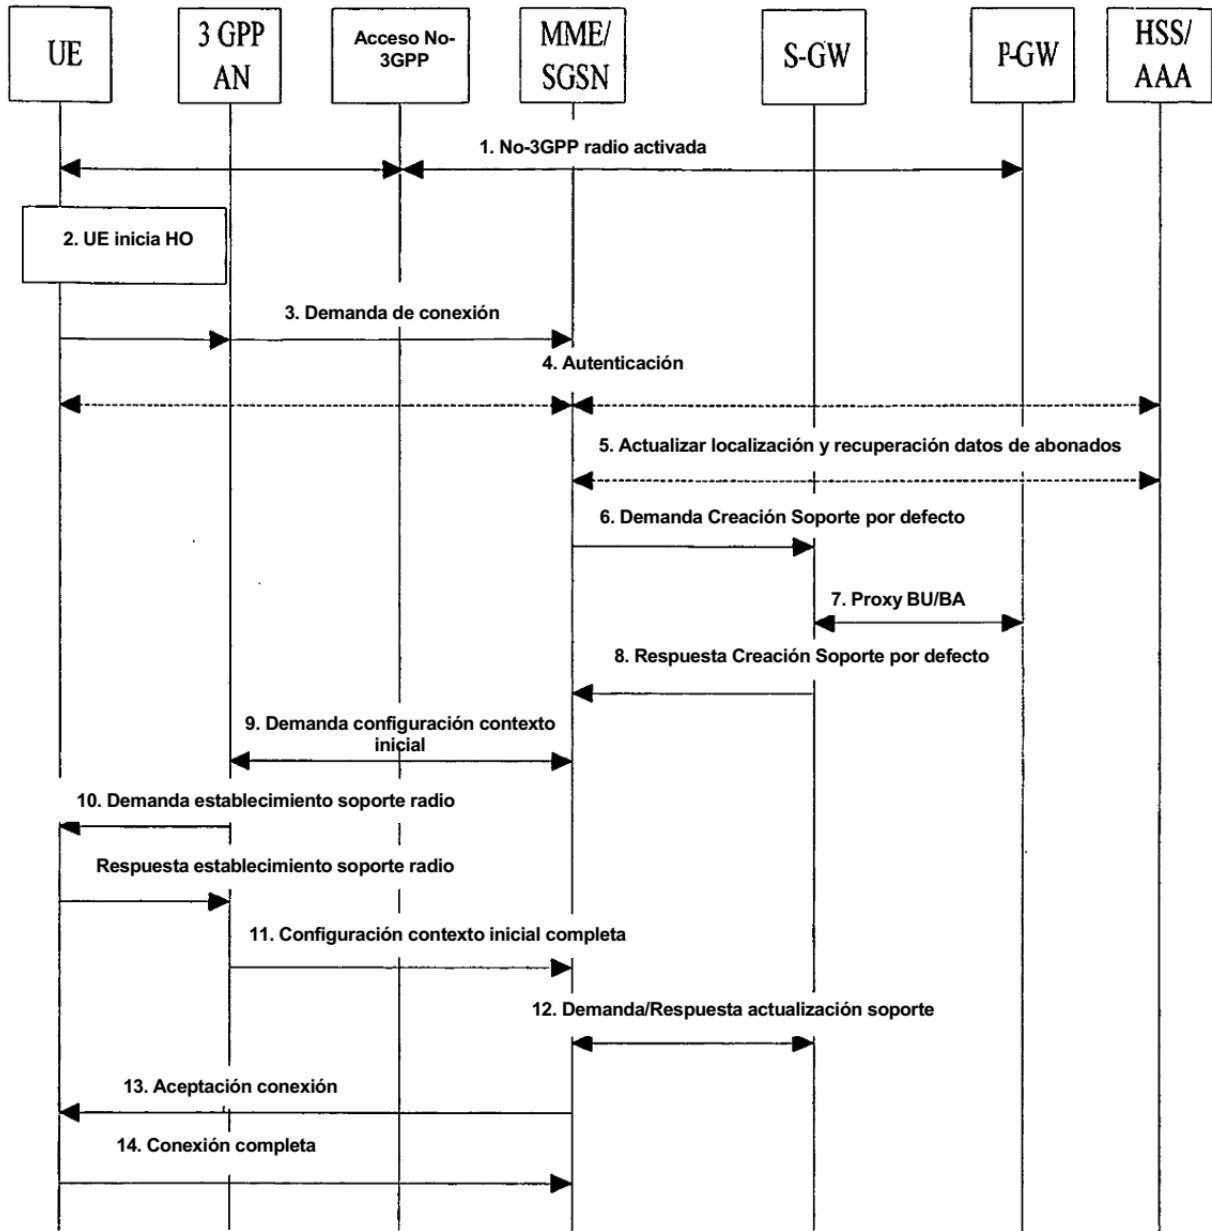 UE
3 GPP
AN
Acceso No-
3GPP
MME/
SGSN
S-GW
P-GW
HSS/
AAA
1. No-3GPP radio activada
2. UE inicia HO
3. Demanda de conexión
4. Autenticación
5. Actualizar localización y recuperación datos de abonados
6. Demanda Creación Soporte por defecto
7. Proxy BU/BA
8. Respuesta Creación Soporte por defecto
9. Demanda configuración contexto
inicial
10. Demanda establecimiento soporte radio
Respuesta establecimiento soporte radio
11. Configuración contexto inicial completa
12. Demanda/Respuesta actualización soporte
13. Aceptación conexión
14. Conexión completa